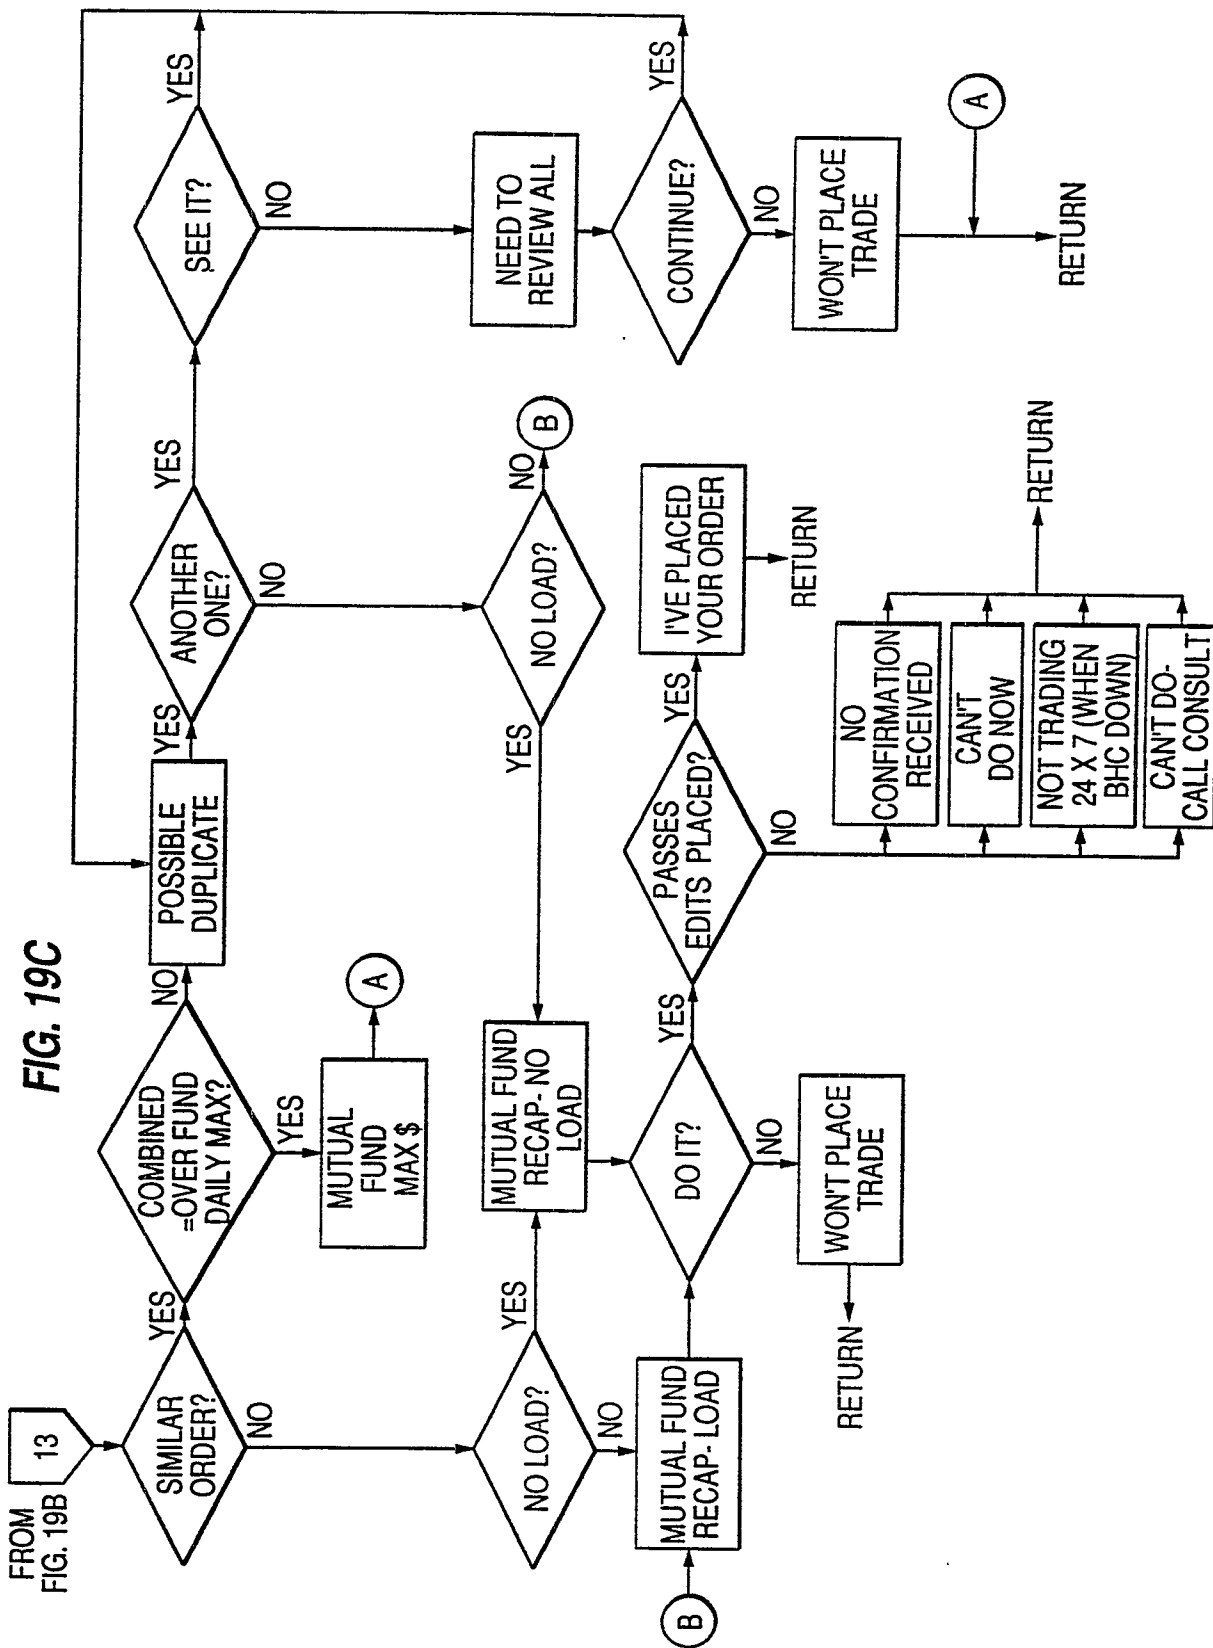 FIG. 19C
FROM
FIG. 19B
13
SIMILAR
ORDER?
YES
NO
COMBINED
=OVER FUND
DAILY MAX?
NO
YES
MUTUAL
FUND
MAX $
A
POSSIBLE
DUPLICATE
YES
ANOTHER
ONE?
YES
NO
SEE IT?
YES
NO
NEED TO
REVIEW ALL
CONTINUE?
YES
NO
WON'T PLACE
TRADE
A
RETURN
NO LOAD?
YES
NO
MUTUAL FUND
RECAP- NO
LOAD
NO LOAD?
YES
NO
B
B
MUTUAL FUND
RECAP- LOAD
DO IT?
YES
NO
WON'T PLACE
TRADE
RETURN
PASSES
EDITS PLACED?
YES
NO
I'VE PLACED
YOUR ORDER
RETURN
NO
CONFIRMATION
RECEIVED
CAN'T
DO NOW
NOT TRADING
24 X 7 (WHEN
BHC DOWN)
CAN'T DO-
CALL CONSULT
RETURN